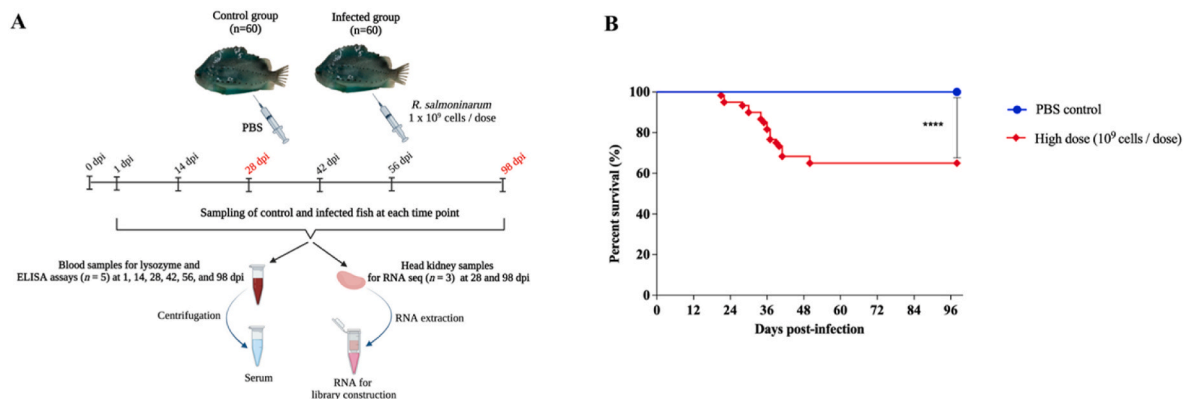 A
Control group
(n=60)
Infected group
(n=60)
PBS
R. salmoninarum
1 x 10⁹ cells / dose
0 dpi
1 dpi
14 dpi
28 dpi
42 dpi
56 dpi
98 dpi
Sampling of control and infected fish at each time point
Blood samples for lysozyme and
ELISA assays (n = 5) at 1, 14, 28, 42, 56, and 98 dpi
Head kidney samples
for RNA seq (n = 3) at 28 and 98 dpi
Centrifugation
RNA extraction
Serum
RNA for
library construction
B
100
80
60
40
20
0
Percent survival (%)
0 12 24 36 48 60 72 84 96
Days post-infection
****
PBS control
High dose (10⁹ cells / dose)